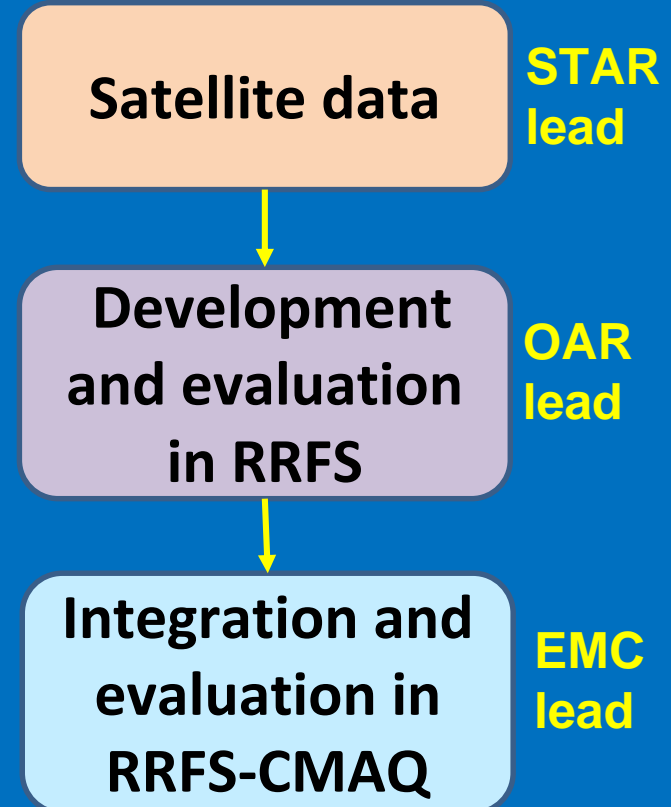 Satellite data
STAR
lead
Development
and evaluation
in RRFS
OAR
lead
Integration and
evaluation in
RRFS-CMAQ
EMC
lead